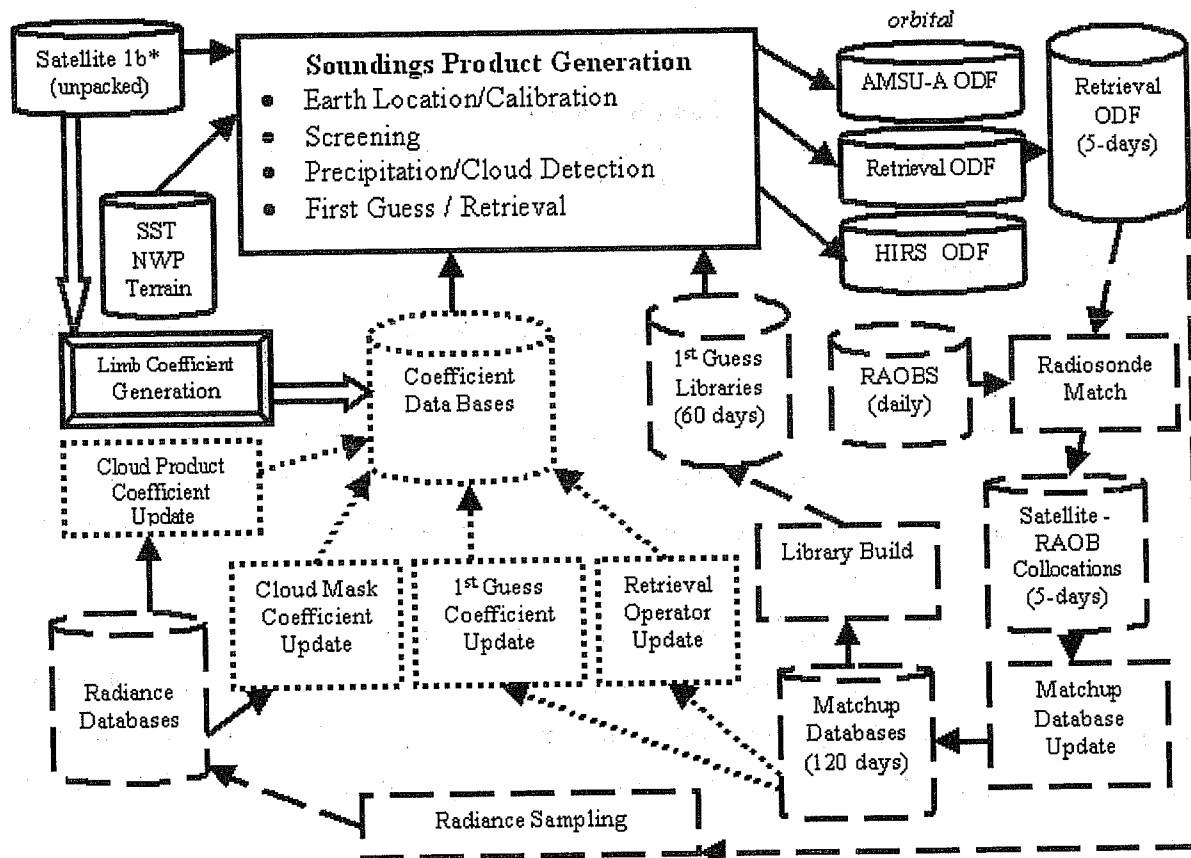 orbital
Satellite 1b*
(unpacked)
Soundings Product Generation
• Earth Location/Calibration
• Screening
• Precipitation/Cloud Detection
• First Guess / Retrieval
AMSU-A ODF
Retrieval ODF
HIRS ODF
Retrieval
ODF
(5-days)
SST
NWP
Terrain
Limb Coefficient
Generation
Coefficient
Data Bases
1st Guess
Libraries
(60 days)
RAOBS
(daily)
Radiosonde
Match
Cloud Product
Coefficient
Update
Cloud Mask
Coefficient
Update
1st Guess
Coefficient
Update
Retrieval
Operator
Update
Library Build
Satellite -
RAOB
Collocations
(5-days)
Radiance
Databases
Matchup
Databases
(120 days)
Matchup
Database
Update
Radiance Sampling